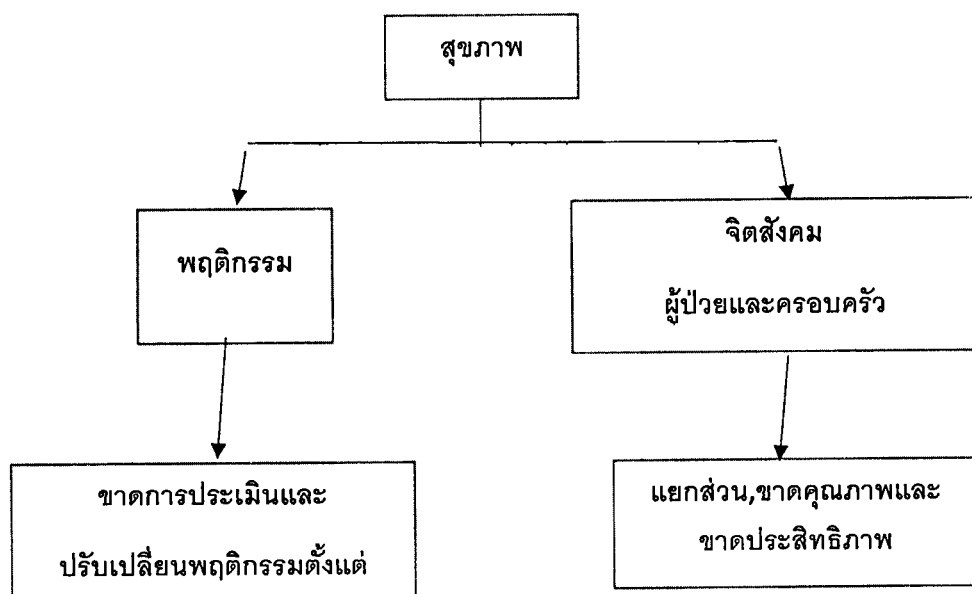 สุขภาพ
พฤติกรรม
จิตสังคม
ผู้ป่วยและครอบครัว
ขาดการประเมินและ
ปรับเปลี่ยนพฤติกรรมตั้งแต่
แยกส่วน,ขาดคุณภาพและ
ขาดประสิทธิภาพ